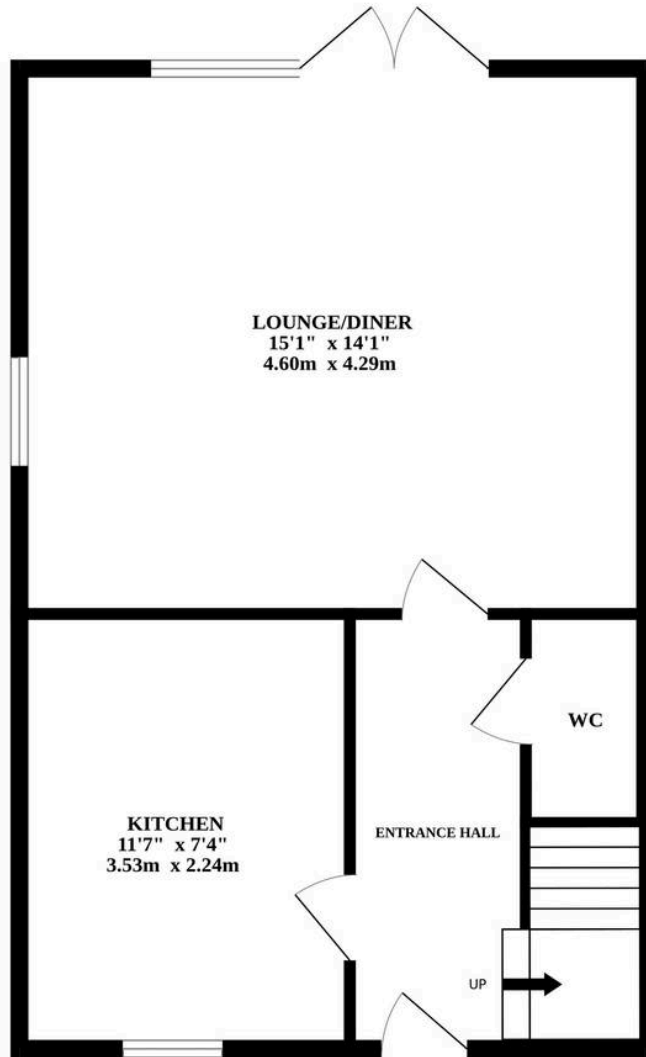 LOUNGE/DINER
15'1" x 14'1"
4.60m x 4.29m
WC
KITCHEN
11'7" x 7'4"
3.53m x 2.24m
ENTRANCE HALL
UP